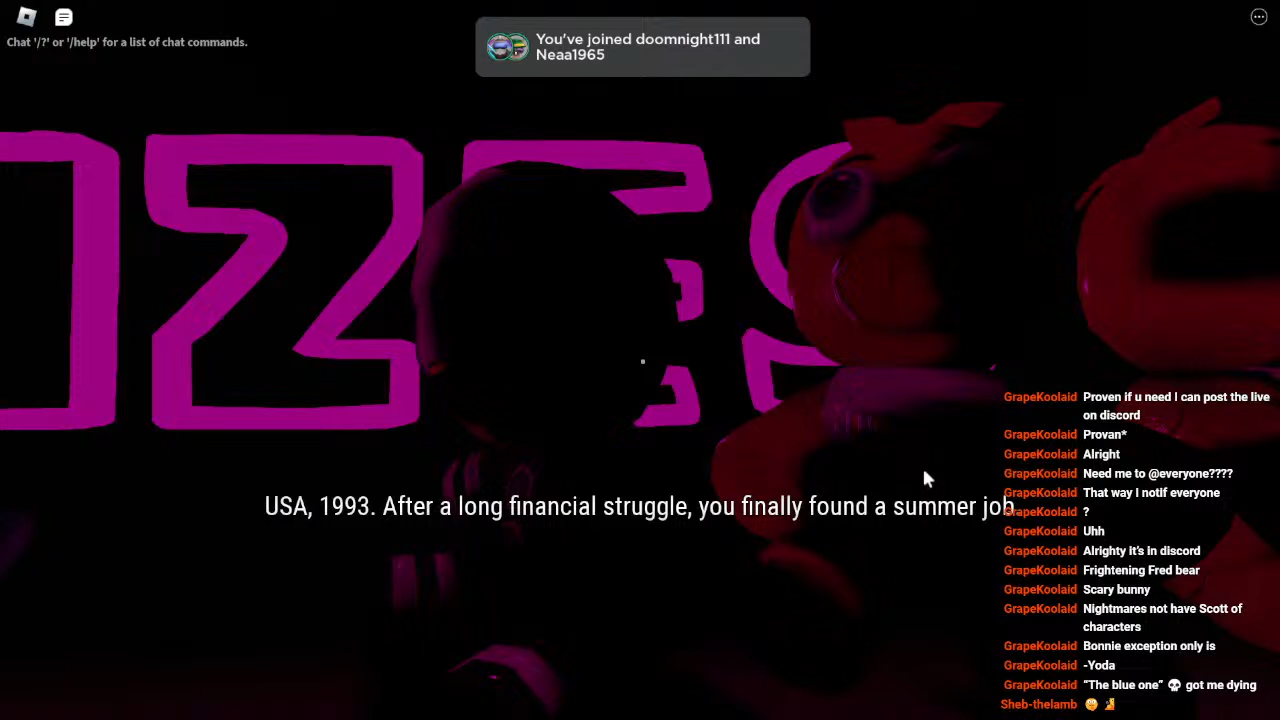 Chat '/?' or '/help' for a list of chat commands.
You've joined doomnight111 and
Neaa1965
ZES
USA, 1993. After a long financial struggle, you finally found a summer job
GrapeKoolaid Proven if u need I can post the live
on discord
GrapeKoolaid Provan*
GrapeKoolaid Alright
GrapeKoolaid Need me to @everyone????
GrapeKoolaid That way I notif everyone
GrapeKoolaid ?
GrapeKoolaid Uhh
GrapeKoolaid Alrighty it's in discord
GrapeKoolaid Frightening Fred bear
GrapeKoolaid Scary bunny
GrapeKoolaid Nightmares not have Scott of
characters
GrapeKoolaid Bonnie exception only is
GrapeKoolaid -Yoda
GrapeKoolaid “The blue one” 💀 got me dying
Sheb-thelamb